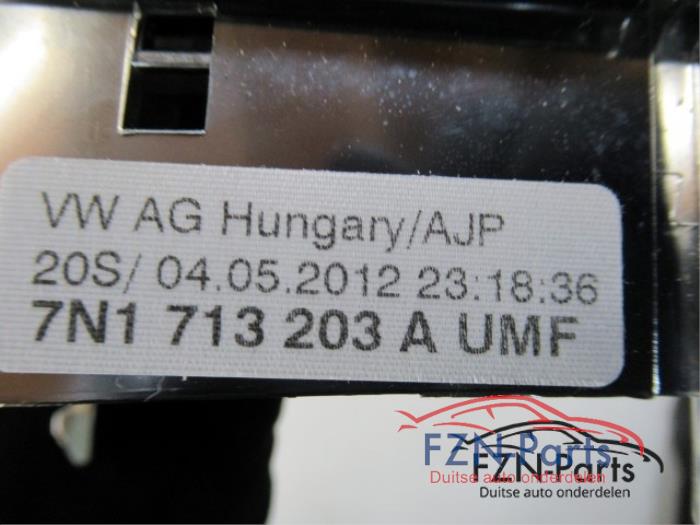 VW AG Hungary/AJP
20S/ 04.05.2012 23:18:36
7N1 713 203 A UMF
FZN-Parts
Duitse auto onderdelen
FZN-Parts
Duitse auto onderdelen